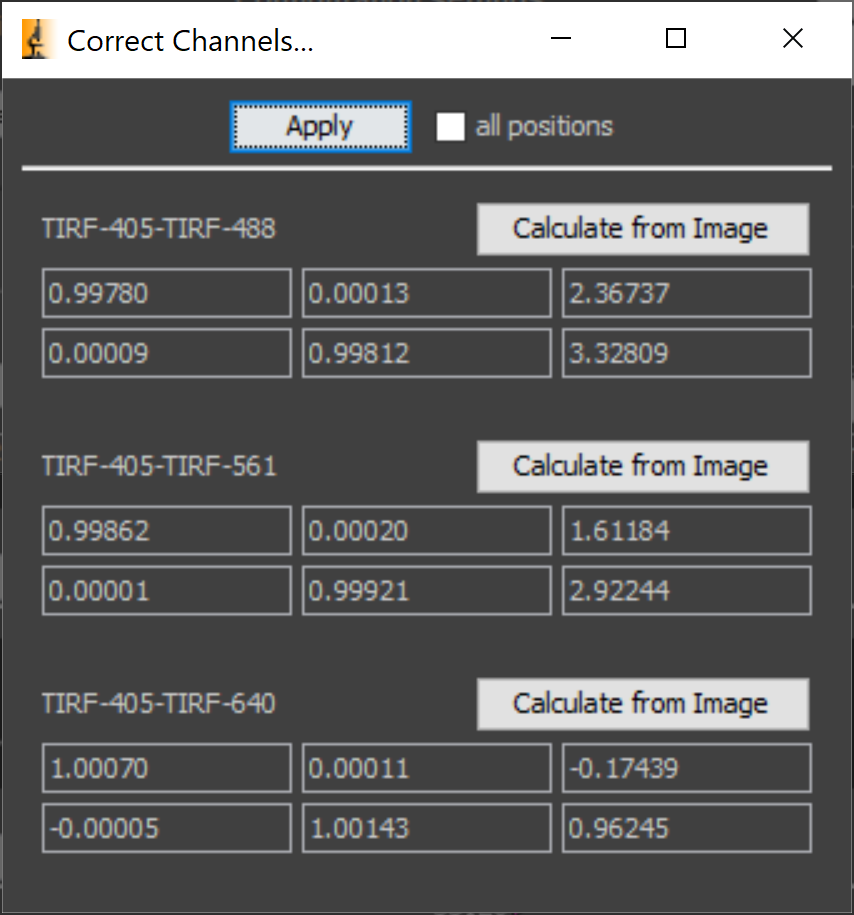 Correct Channels...
Apply all positions
TIRF-405-TIRF-488 Calculate from Image
0.99780 0.00013 2.36737
0.00009 0.99812 3.32809
TIRF-405-TIRF-561 Calculate from Image
0.99862 0.00020 1.61184
0.00001 0.99921 2.92244
TIRF-405-TIRF-640 Calculate from Image
1.00070 0.00011 -0.17439
-0.00005 1.00143 0.96245